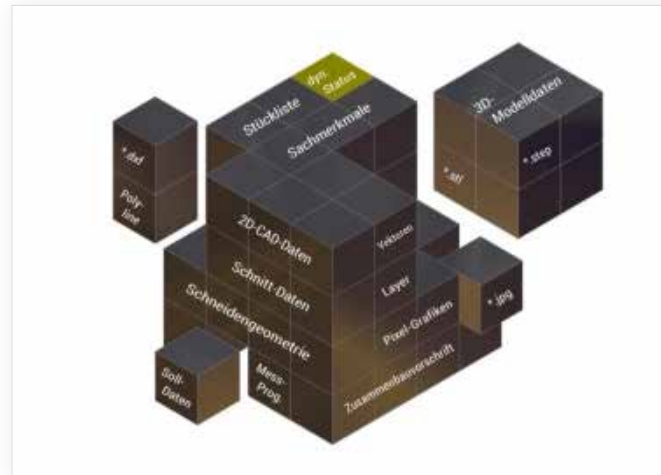 dyn.
Status
Stückliste
Sachmerkmale
3D-
Modelldaten
*.stl
*.step
*.dxf
Poly-
line
2D-CAD-Daten
Vektoren
Schnitt-Daten
Layer
Schneidengeometrie
Pixel-Grafiken
*.jpg
Zusammenbauvorschrift
Soll-
Daten
Mess-
Prog.